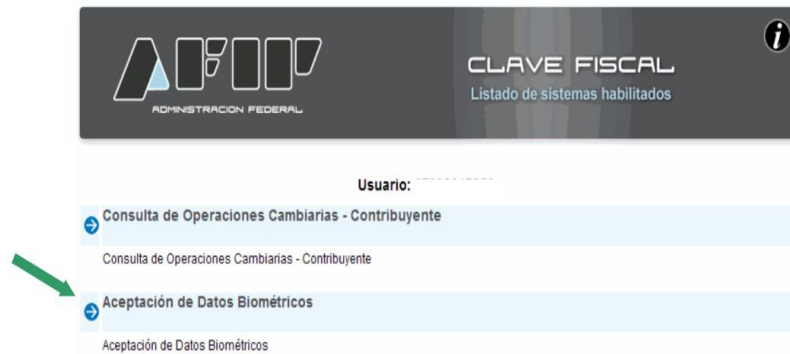 AFIP
ADMINISTRACION FEDERAL
CLAVE FISCAL
Listado de sistemas habilitados
i
Usuario:
Consulta de Operaciones Cambiarias - Contribuyente
Consulta de Operaciones Cambiarias - Contribuyente
Aceptación de Datos Biométricos
Aceptación de Datos Biométricos